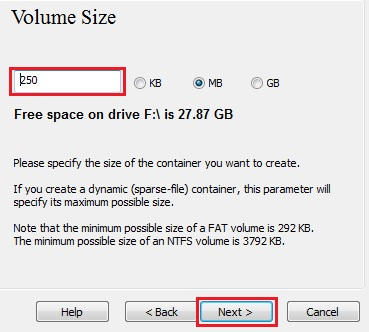 Volume Size
250 KB MB GB
Free space on drive F:\ is 27.87 GB
Please specify the size of the container you want to create.
If you create a dynamic (sparse-file) container, this parameter will
specify its maximum possible size.
Note that the minimum possible size of a FAT volume is 292 KB.
The minimum possible size of an NTFS volume is 3792 KB.
Help < Back Next > Cancel